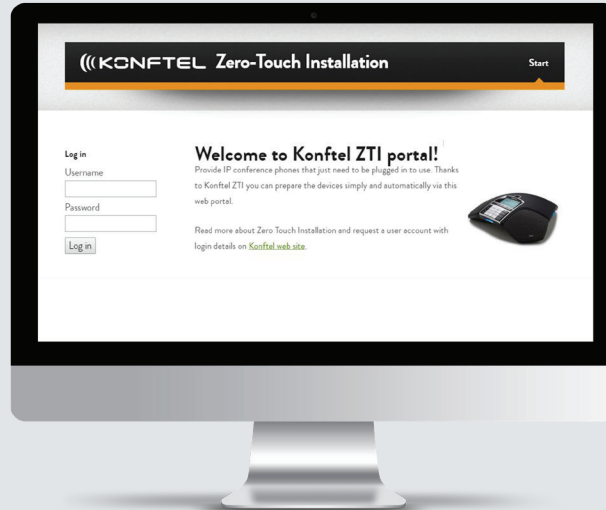 KONFTEL Zero-Touch Installation
Start
Log in
Username
Password
Log in
Welcome to Konftel ZTI portal!
Provide IP conference phones that just need to be plugged in to use. Thanks
to Konftel ZTI you can prepare the devices simply and automatically via this
web portal.
Read more about Zero Touch Installation and request a user account with
login details on Konftel web site.